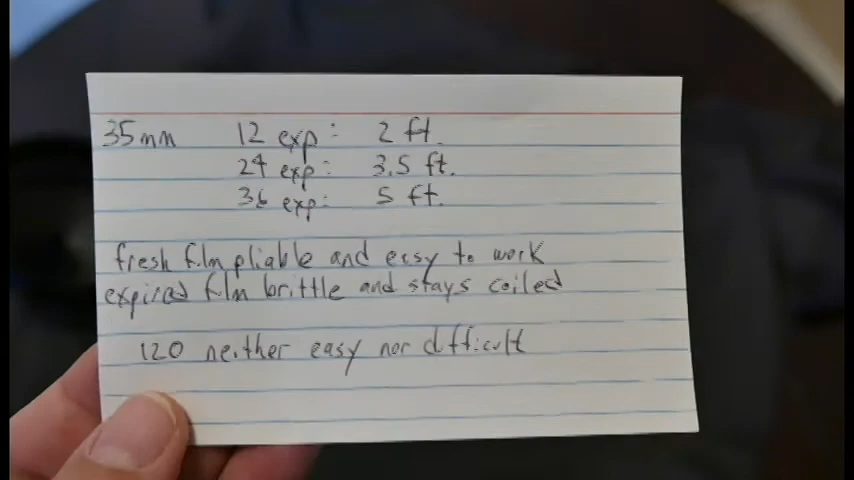 35mm 12 exp: 2 ft.
24 exp: 3.5 ft.
36 exp: 5 ft.
fresh film pliable and easy to work
expired film brittle and stays coiled
120 neither easy nor difficult